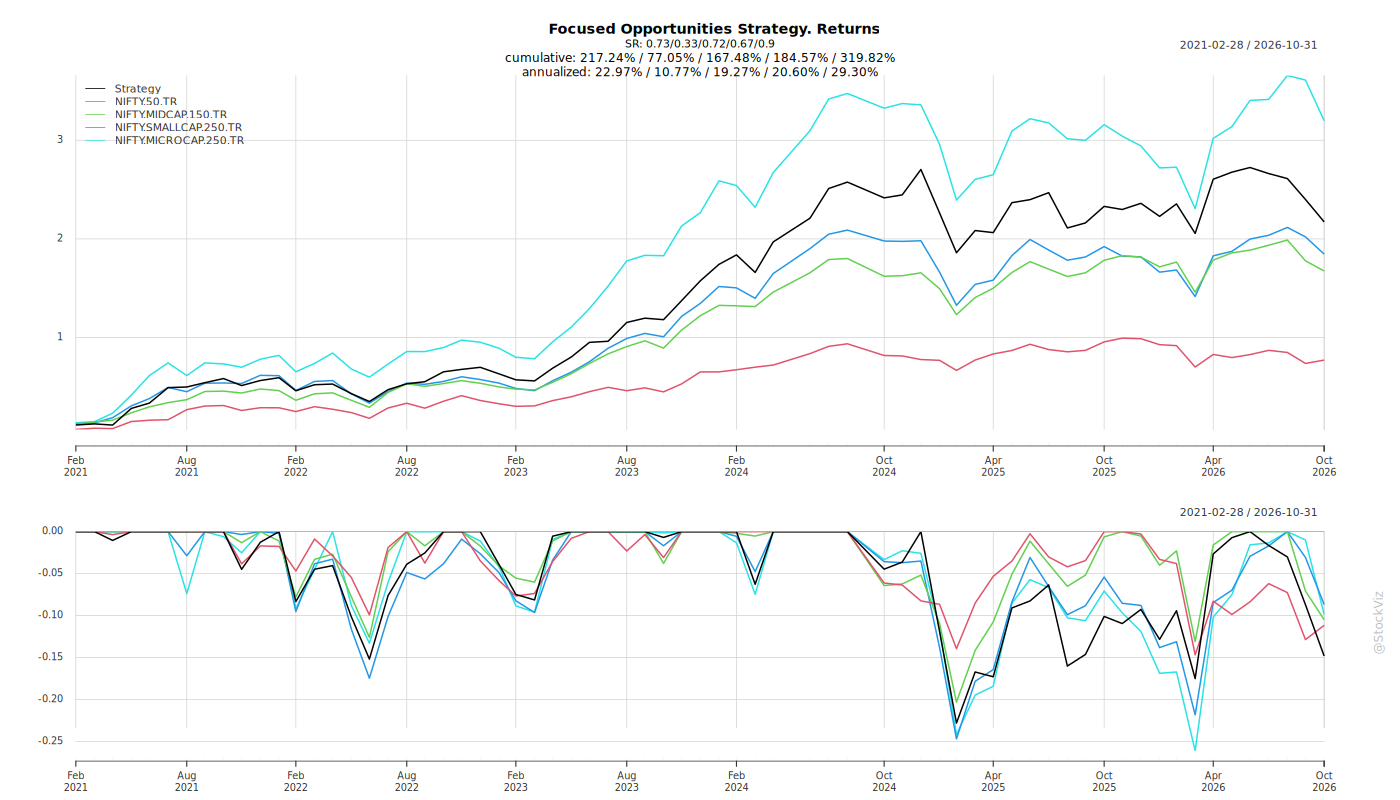 Focused Opportunities Strategy. Returns
SR: 0.73/0.33/0.72/0.67/0.9
2021-02-28 / 2026-10-31
cumulative: 217.24% / 77.05% / 167.48% / 184.57% / 319.82%
annualized: 22.97% / 10.77% / 19.27% / 20.60% / 29.30%
Strategy
NIFTY.50.TR
NIFTY.MIDCAP.150.TR
NIFTY.SMALLCAP.250.TR
NIFTY.MICROCAP.250.TR
3
2
1
Feb Aug Feb Aug Feb Aug Feb Oct Apr Oct Apr Oct
2021 2021 2022 2022 2023 2023 2024 2024 2025 2025 2026 2026
2021-02-28 / 2026-10-31
0.00
-0.05
-0.10
-0.15
-0.20
-0.25
Feb Aug Feb Aug Feb Aug Feb Oct Apr Oct Apr Oct
2021 2021 2022 2022 2023 2023 2024 2024 2025 2025 2026 2026
@StockViz